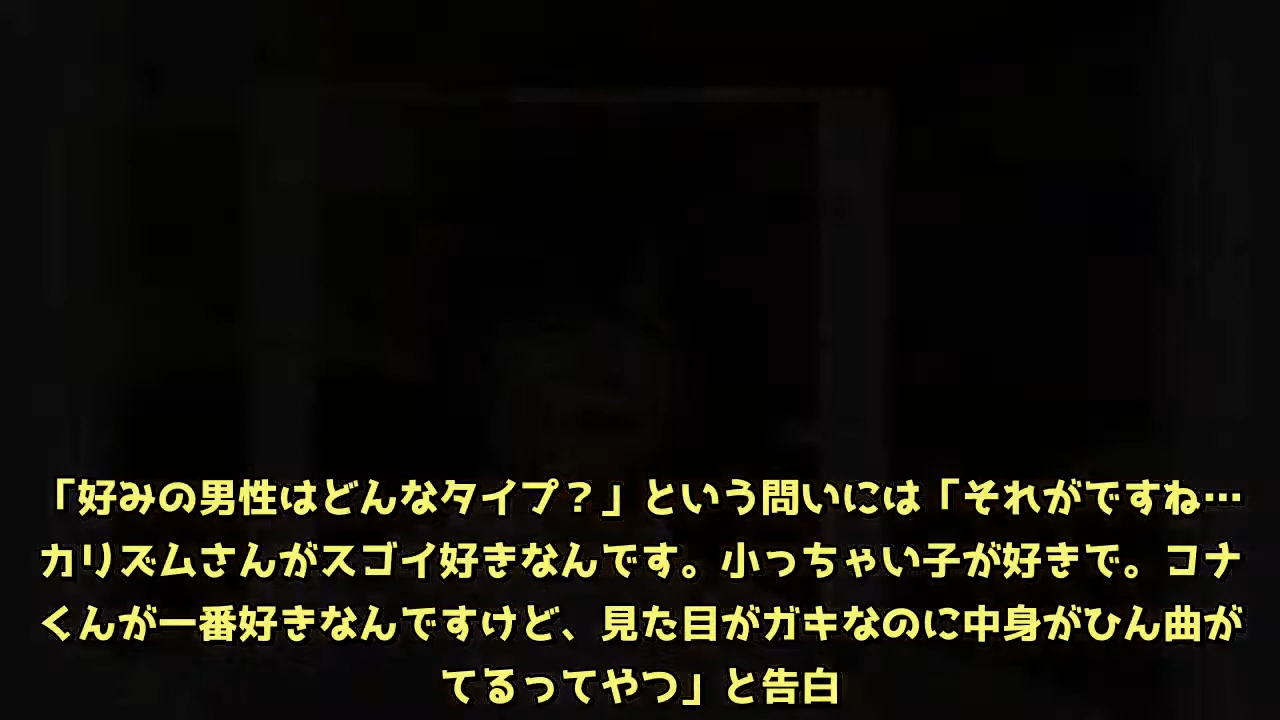 「好みの男性はどんなタイプ？」という問いには「それがですね…
カリズムさんがスゴイ好きなんです。小っちゃい子が好きで。コナ
くんが一番好きなんですけど、見た目がガキなのに中身がひん曲が
てるってやつ」と告白